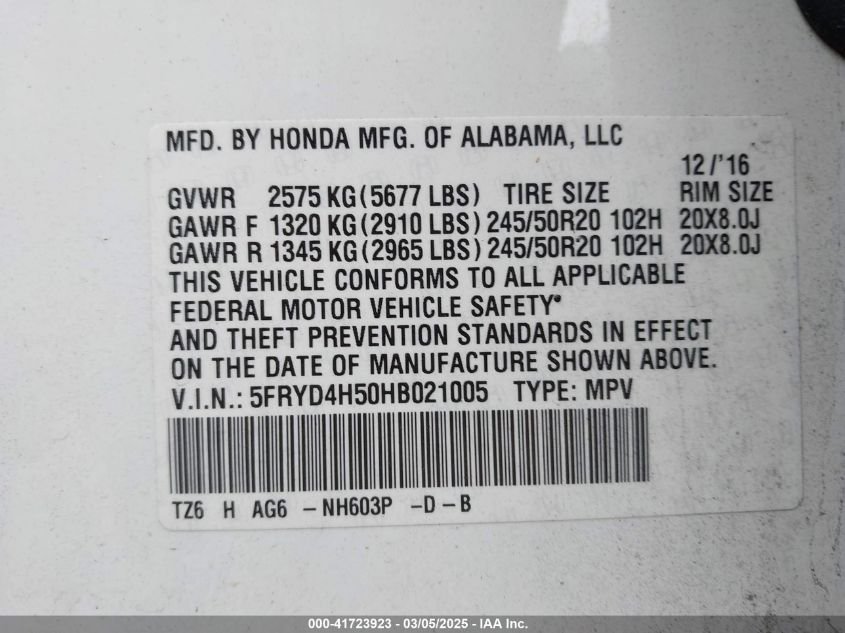 MFD. BY HONDA MFG. OF ALABAMA, LLC
12/'16
GVWR 2575 KG (5677 LBS) TIRE SIZE RIM SIZE
GAWR F 1320 KG (2910 LBS) 245/50R20 102H 20X8.0J
GAWR R 1345 KG (2965 LBS) 245/50R20 102H 20X8.0J
THIS VEHICLE CONFORMS TO ALL APPLICABLE
FEDERAL MOTOR VEHICLE SAFETY*
AND THEFT PREVENTION STANDARDS IN EFFECT
ON THE DATE OF MANUFACTURE SHOWN ABOVE.
V.I.N.: 5FRYD4H50HB021005 TYPE: MPV
TZ6 H AG6 -NH603P -D-B
000-41723923 - 03/05/2025 - IAA Inc.